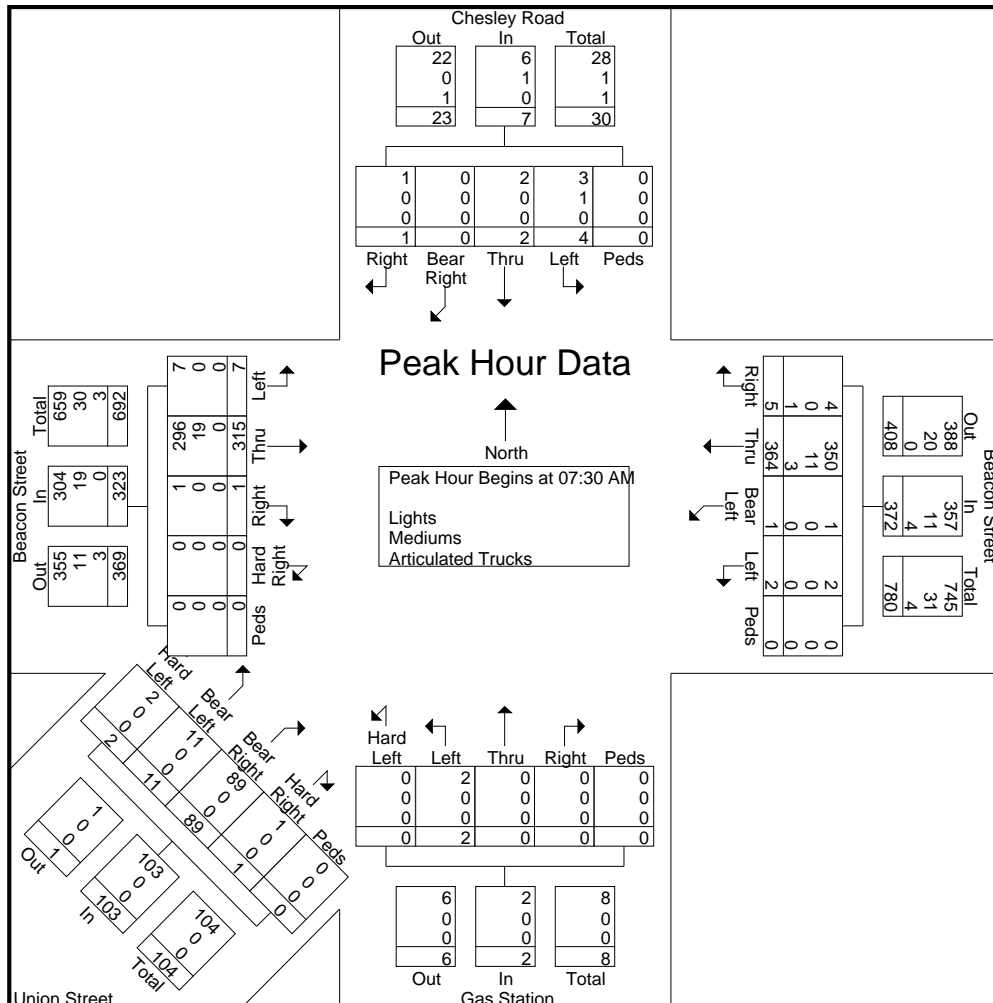 Chesley Road
Out In Total
22 6 28
0 1 1
1 0 1
23 7 30
1 0 2 3 0
0 0 0 1 0
0 0 0 0 0
1 0 2 4 0
Right Bear Right Thru Left Peds
Peak Hour Data
North
Peak Hour Begins at 07:30 AM
Lights
Mediums
Articulated Trucks
Beacon Street
Total In Out
659 304 355
30 19 11
3 0 3
692 323 369
7 296 1 0 0
0 19 0 0 0
0 0 0 0 0
7 315 1 0 0
Left Thru Right Hard Right Peds
Beacon Street
Out In Total
388 357 745
20 11 31
0 4 4
408 372 780
4 350 1 2 0
0 11 0 0 0
1 3 0 0 0
5 364 1 2 0
Right Thru Bear Left Left Peds
Hard Left Bear Left Bear Right Hard Right Peds
2 11 89 1 0
0 0 0 0 0
0 0 0 0 0
2 11 89 1 0
1 103 104
0 0 0
0 0 0
1 103 104
Out In Total
Union Street
Hard Left Left Thru Right Peds
0 2 0 0 0
0 0 0 0 0
0 0 0 0 0
0 2 0 0 0
6 2 8
0 0 0
0 0 0
6 2 8
Out In Total
Gas Station